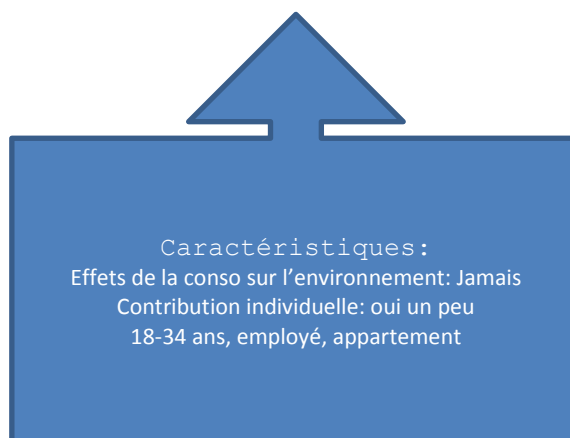 Caractéristiques:
Effets de la conso sur l’environnement: Jamais
Contribution individuelle: oui un peu
18-34 ans, employé, appartement